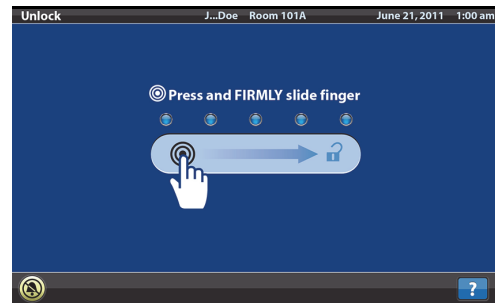 Unlock J...Doe Room 101A June 21, 2011 1:00 am
Press and FIRMLY slide finger
?